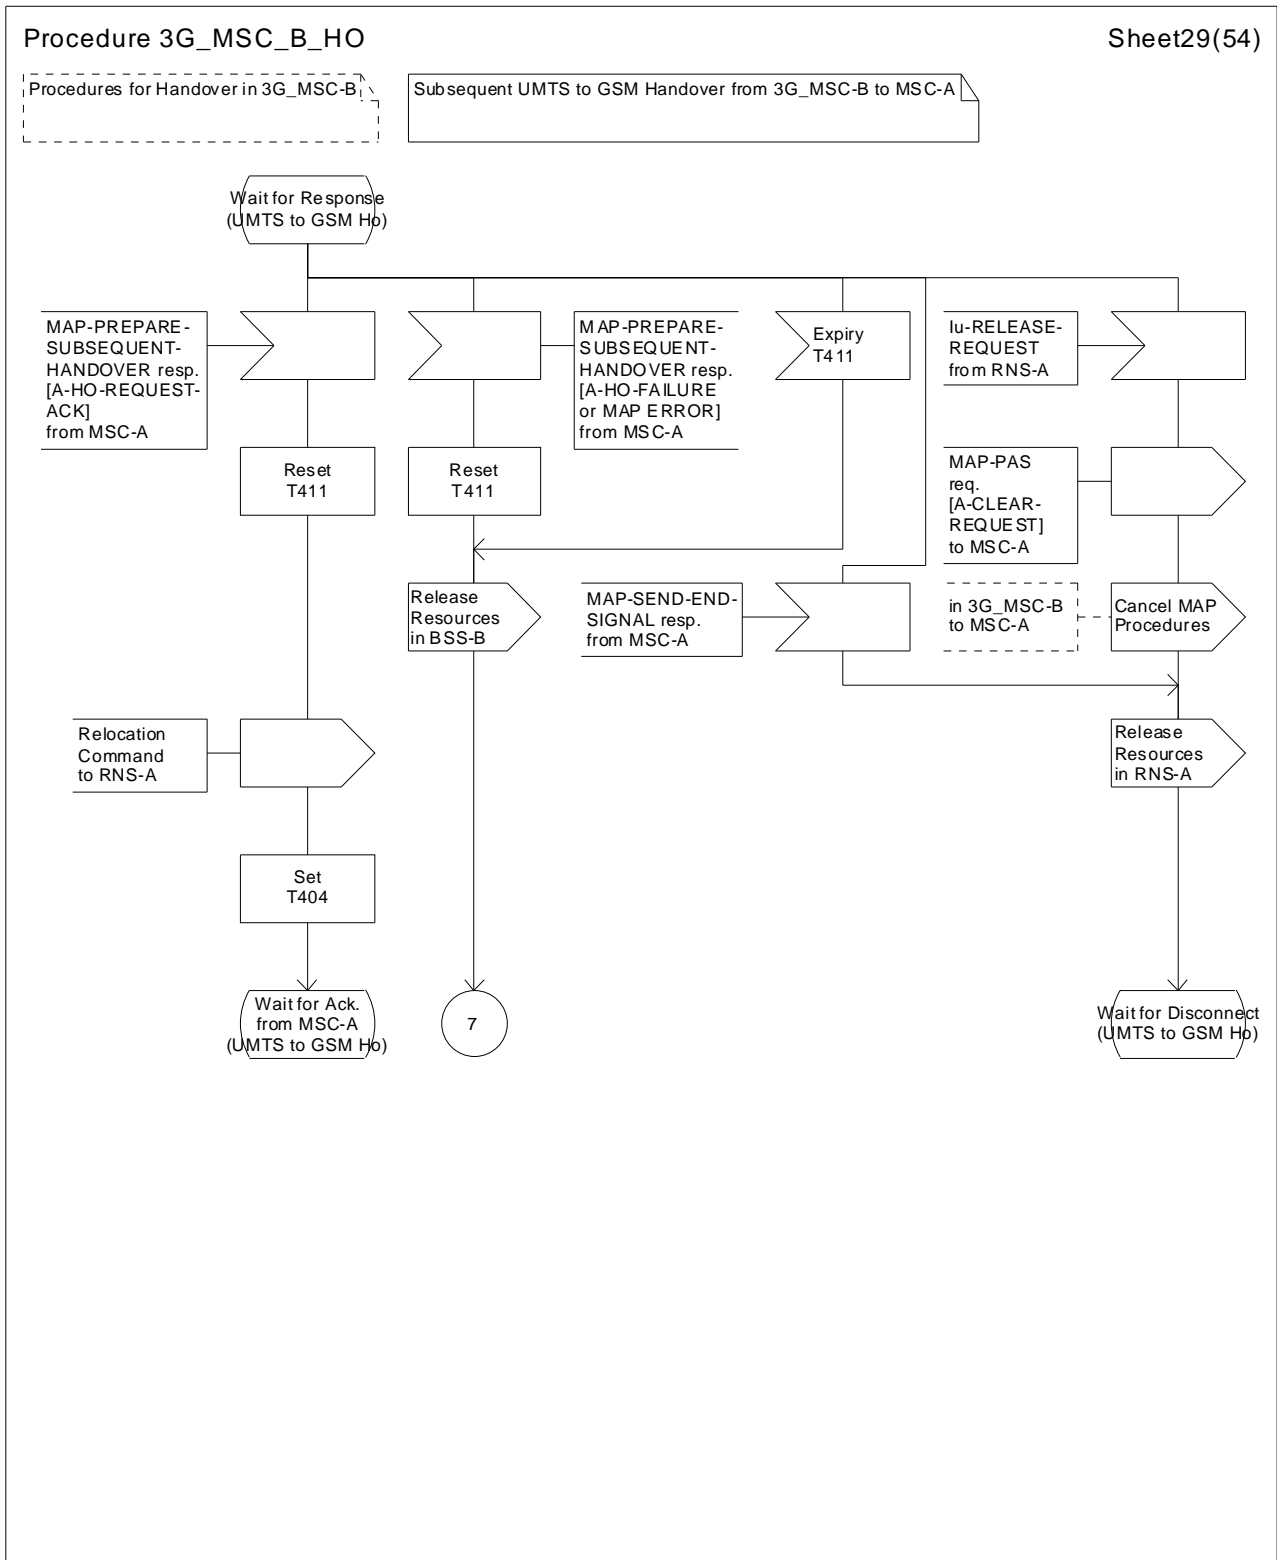 Procedure 3G_MSC_B_HO
Sheet29(54)
Procedures for Handover in 3G_MSC-B
Subsequent UMTS to GSM Handover from 3G_MSC-B to MSC-A
Wait for Response
(UMTS to GSM Ho)
MAP-PREPARE-
SUBSEQUENT-
HANDOVER resp.
[A-HO-REQUEST-
ACK]
from MSC-A
MAP-PREPARE-
SUBSEQUENT-
HANDOVER resp.
[A-HO-FAILURE
or MAP ERROR]
from MSC-A
Expiry
T411
Iu-RELEASE-
REQUEST
from RNS-A
Reset
T411
Reset
T411
MAP-PAS
req.
[A-CLEAR-
REQUEST]
to MSC-A
Release
Resources
in BSS-B
MAP-SEND-END-
SIGNAL resp.
from MSC-A
in 3G_MSC-B
to MSC-A
Cancel MAP
Procedures
Relocation
Command
to RNS-A
Release
Resources
in RNS-A
Set
T404
Wait for Ack.
from MSC-A
(UMTS to GSM Ho)
7
Wait for Disconnect
(UMTS to GSM Ho)